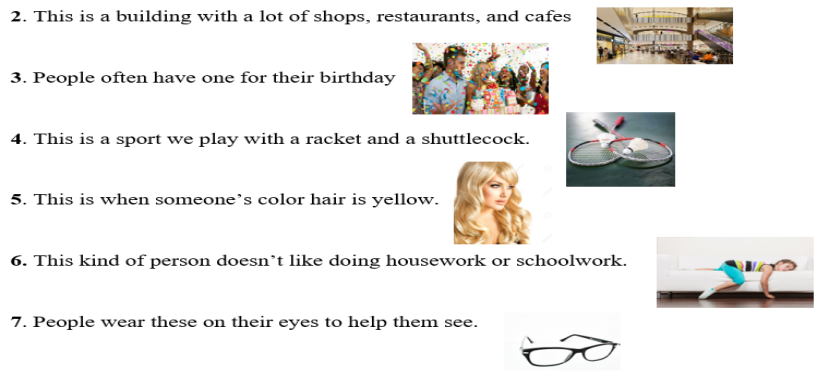 2. This is a building with a lot of shops, restaurants, and cafes
3. People often have one for their birthday
4. This is a sport we play with a racket and a shuttlecock.
5. This is when someone’s color hair is yellow.
6. This kind of person doesn’t like doing housework or schoolwork.
7. People wear these on their eyes to help them see.